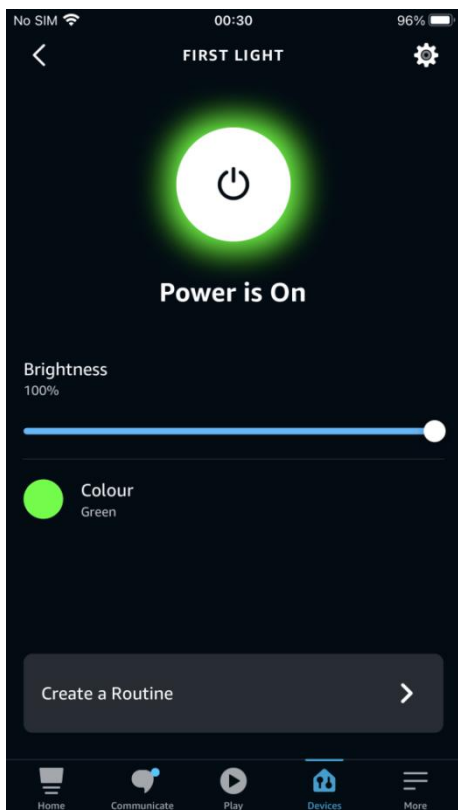 No SIM 00:30 96%
FIRST LIGHT
Power is On
Brightness
100%
Colour
Green
Create a Routine
Home Communicate Play Devices More